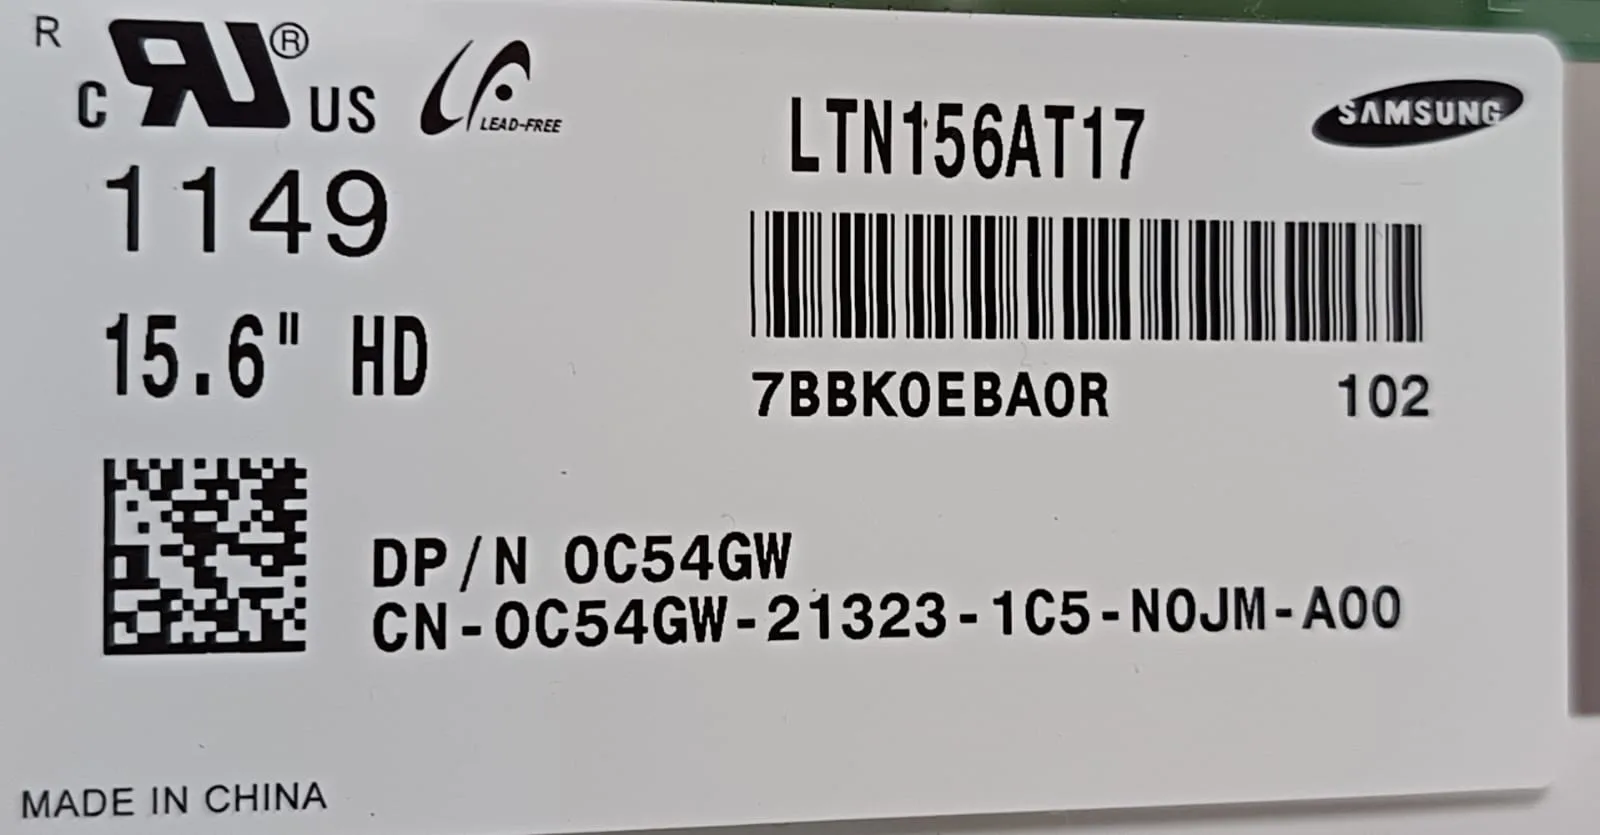 R
C US ®
LEAD-FREE
LTN156AT17
SAMSUNG
1149
15.6" HD
7BBK0EBA0R 102
DP/N 0C54GW
CN-0C54GW-21323-1C5-N0JM-A00
MADE IN CHINA